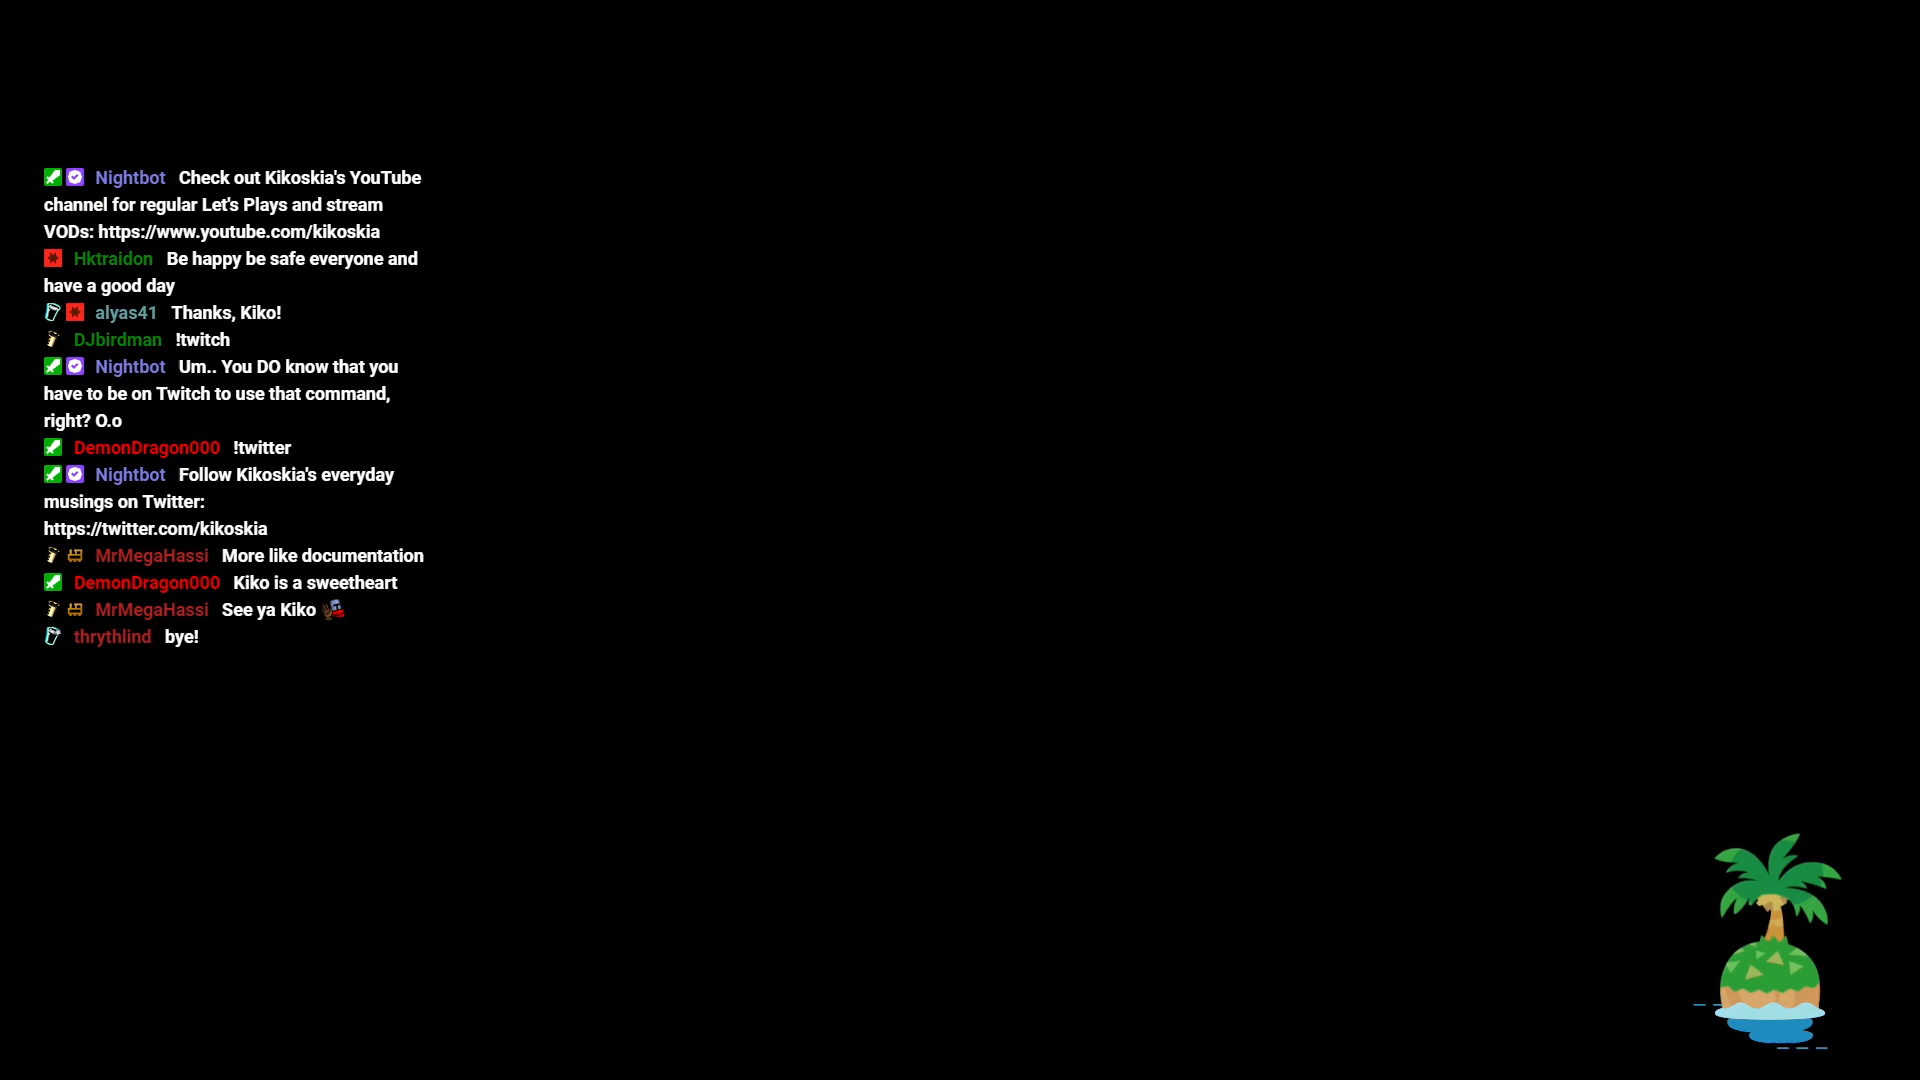 Nightbot Check out Kikoskia's YouTube
channel for regular Let's Plays and stream
VODs: https://www.youtube.com/kikoskia
Hktraidon Be happy be safe everyone and
have a good day
alyas41 Thanks, Kiko!
DJbirdman !twitch
Nightbot Um.. You DO know that you
have to be on Twitch to use that command,
right? O.o
DemonDragon000 !twitter
Nightbot Follow Kikoskia's everyday
musings on Twitter:
https://twitter.com/kikoskia
MrMegaHassi More like documentation
DemonDragon000 Kiko is a sweetheart
MrMegaHassi See ya Kiko
thrythlind bye!